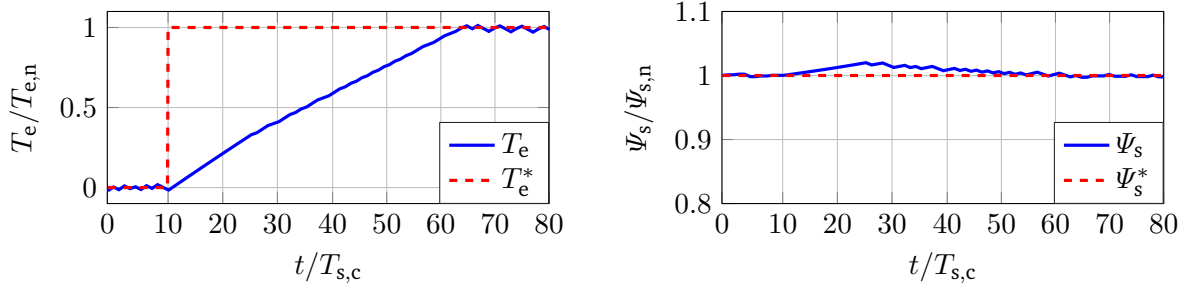 1
0.5
0
T_e/T_e,n
0 10 20 30 40 50 60 70 80
t/T_s,c
T_e
T_e^*
1.1
1
0.9
0.8
Ψ_s/Ψ_s,n
0 10 20 30 40 50 60 70 80
t/T_s,c
Ψ_s
Ψ_s^*